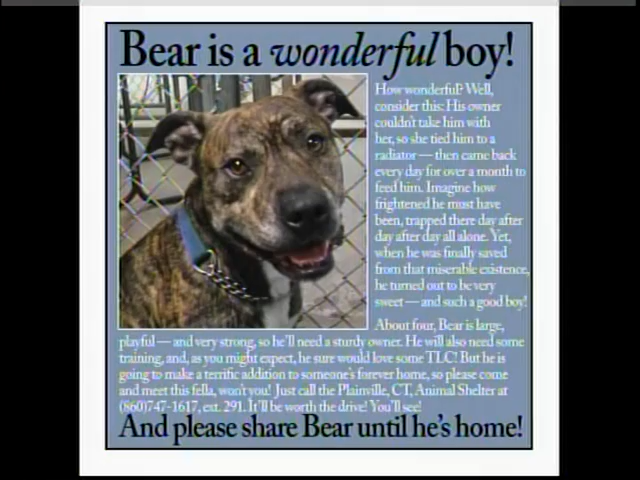 Bear is a wonderful boy!
How wonderful? Well,
consider this: His owner
couldn't take him with
her, so she tied him to a
radiator — then came back
every day for over a month to
feed him. Imagine how
frightened he must have
been, trapped there day after
day after day all alone. Yet,
when he was finally saved
from that miserable existence,
he turned out to be very
sweet — and such a good boy!
About four, Bear is large,
playful — and very strong, so he'll need a sturdy owner. He will also need some
training, and, as you might expect, he sure would love some TLC! But he is
going to make a terrific addition to someone's forever home, so please come
and meet this fella, won't you! Just call the Plainville, CT, Animal Shelter at
(860)747-1617, ext. 291. It'll be worth the drive! You'll see!
And please share Bear until he's home!